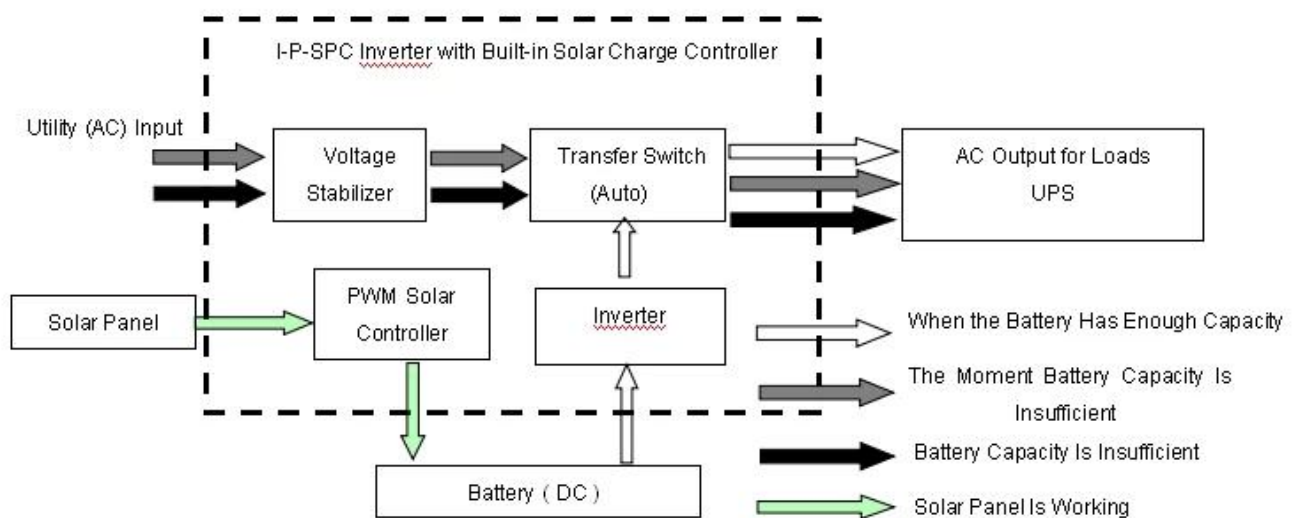 I-P-SPC Inverter with Built-in Solar Charge Controller
Utility (AC) Input
Voltage
Stabilizer
Transfer Switch
(Auto)
AC Output for Loads
UPS
Solar Panel
PWM Solar
Controller
Inverter
Battery ( DC )
When the Battery Has Enough Capacity
The Moment Battery Capacity Is
Insufficient
Battery Capacity Is Insufficient
Solar Panel Is Working